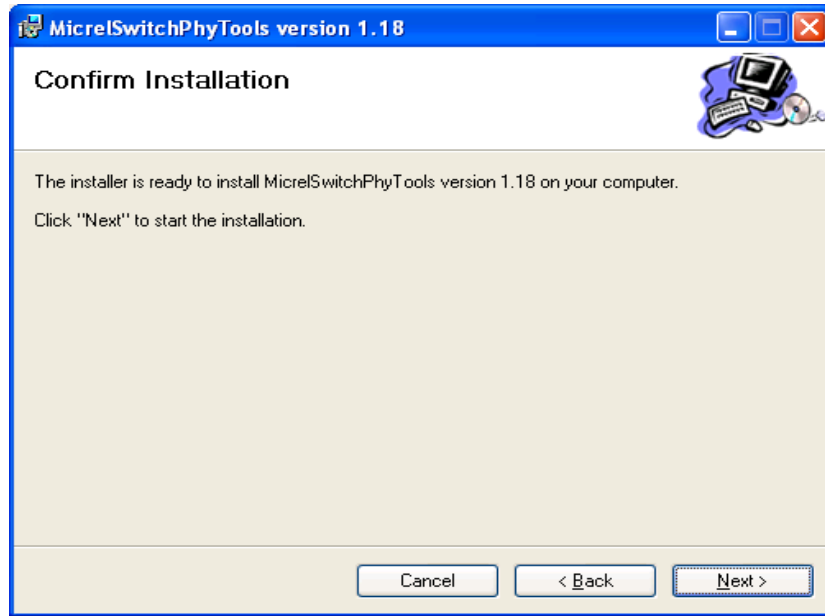 MicrelSwitchPhyTools version 1.18
Confirm Installation
The installer is ready to install MicrelSwitchPhyTools version 1.18 on your computer.
Click "Next" to start the installation.
Cancel
< Back
Next >